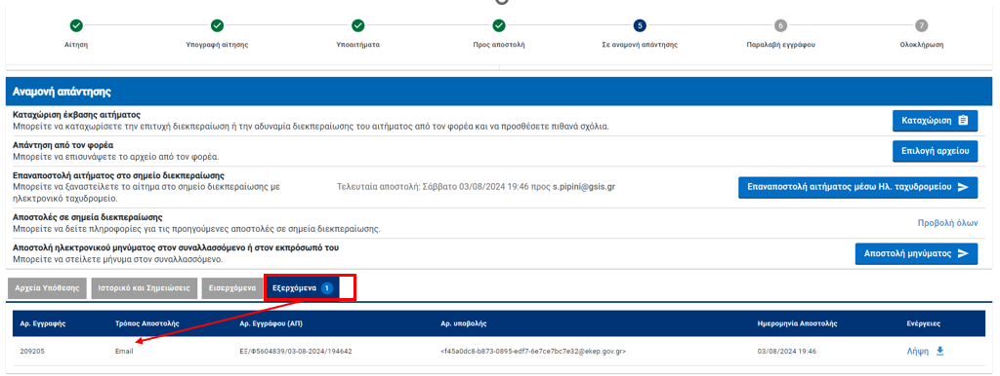 5 6 7
Αίτηση Υπογραφή αίτησης Υποαιτήματα Προς αποστολή Σε αναμονή απάντησης Παραλαβή εγγράφου Ολοκλήρωση
Αναμονή απάντησης
Καταχώριση έκβασης αιτήματος
Μπορείτε να καταχωρίσετε την επιτυχή διεκπεραίωση ή την αδυναμία διεκπεραίωσης του αιτήματος από τον φορέα και να προσθέσετε πιθανά σχόλια.
Καταχώριση
Απάντηση από τον φορέα
Μπορείτε να επισυνάψετε το αρχείο από τον φορέα.
Επιλογή αρχείου
Επαναποστολή αιτήματος στο σημείο διεκπεραίωσης
Μπορείτε να ξαναστείλετε το αίτημα στο σημείο διεκπεραίωσης με
ηλεκτρονικό ταχυδρομείο.
Τελευταία αποστολή: Σάββατο 03/08/2024 19:46 προς s.pipini@gsis.gr
Επαναποστολή αιτήματος μέσω Ηλ. ταχυδρομείου
Αποστολές σε σημεία διεκπεραίωσης
Μπορείτε να δείτε πληροφορίες για τις προηγούμενες αποστολές σε σημεία διεκπεραίωσης.
Προβολή όλων
Αποστολή ηλεκτρονικού μηνύματος στον συναλλασσόμενο ή στον εκπρόσωπό του
Μπορείτε να στείλετε μήνυμα στον συναλλασσόμενο.
Αποστολή μηνύματος
Αρχεία Υπόθεσης Ιστορικό και Σημειώσεις Εισερχόμενα Εξερχόμενα 1
Αρ. Εγγραφής Τρόπος Αποστολής Αρ. Εγγράφου (ΑΠ) Αρ. υποβολής Ημερομηνία Αποστολής Ενέργειες
209205 Email ΕΞ/Φ5604839/03-08-2024/194642 <f45a0dc8-b873-0895-edf7-6e7ce7bc7e32@ekep.gov.gr> 03/08/2024 19:46 Λήψη